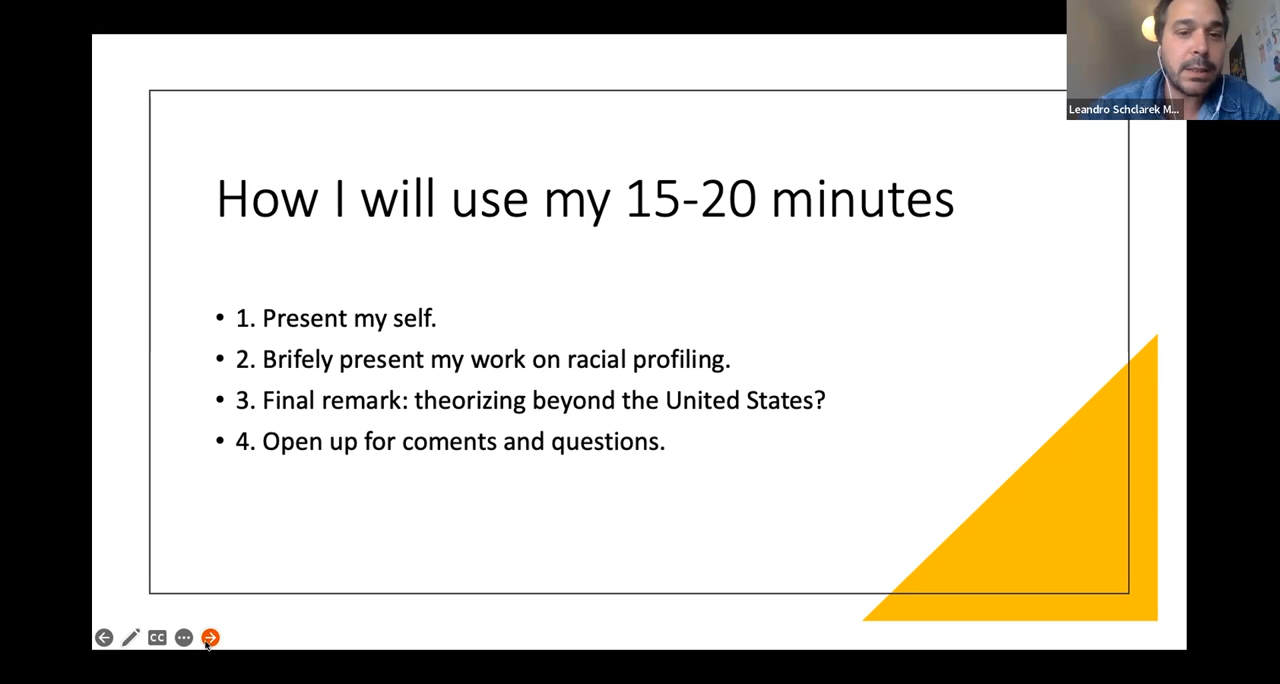 Leandro Schclarek M...
How I will use my 15-20 minutes
• 1. Present my self.
• 2. Brifely present my work on racial profiling.
• 3. Final remark: theorizing beyond the United States?
• 4. Open up for coments and questions.
CC